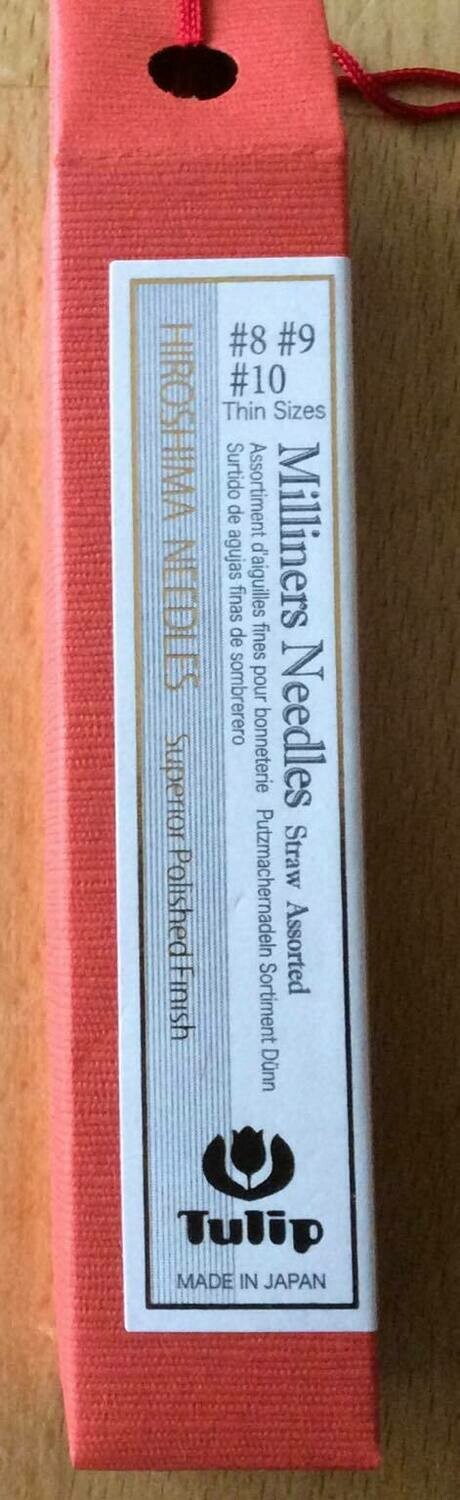 #8 #9
#10
Thin Sizes
Milliners Needles Straw Assorted
Assortiment d'aiguilles fines pour bonneterie Putzmachernadeln Sortiment Dünn
Surtido de agujas finas de sombrerero
HIROSHIMA NEEDLES Superior Polished Finish
Tulip
MADE IN JAPAN